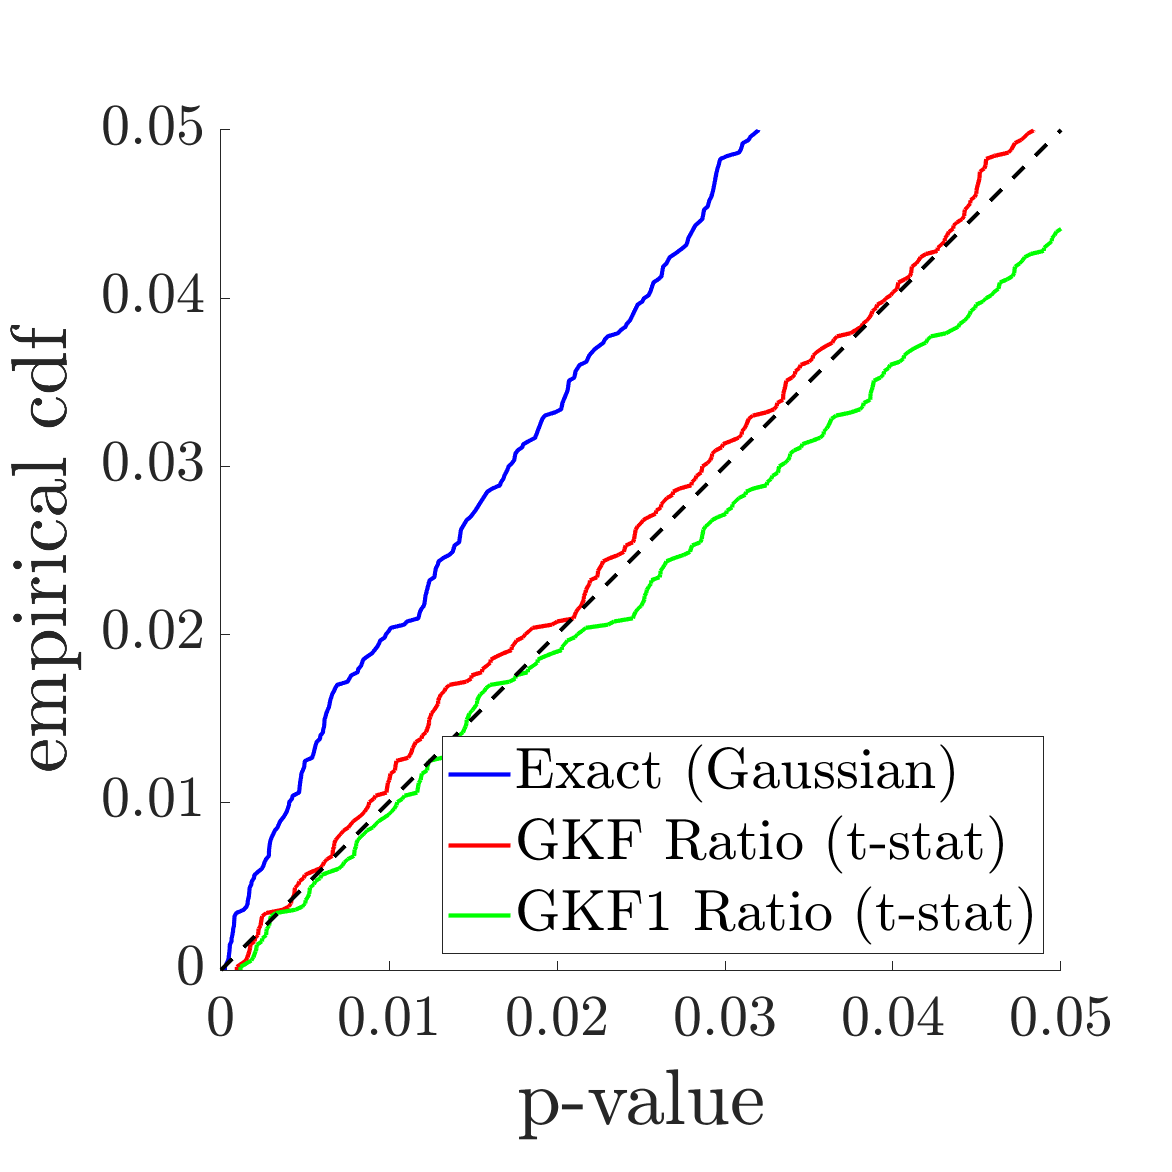 0.05
0.04
0.03
0.02
0.01
0
empirical cdf
Exact (Gaussian)
GKF Ratio (t-stat)
GKF1 Ratio (t-stat)
0 0.01 0.02 0.03 0.04 0.05
p-value